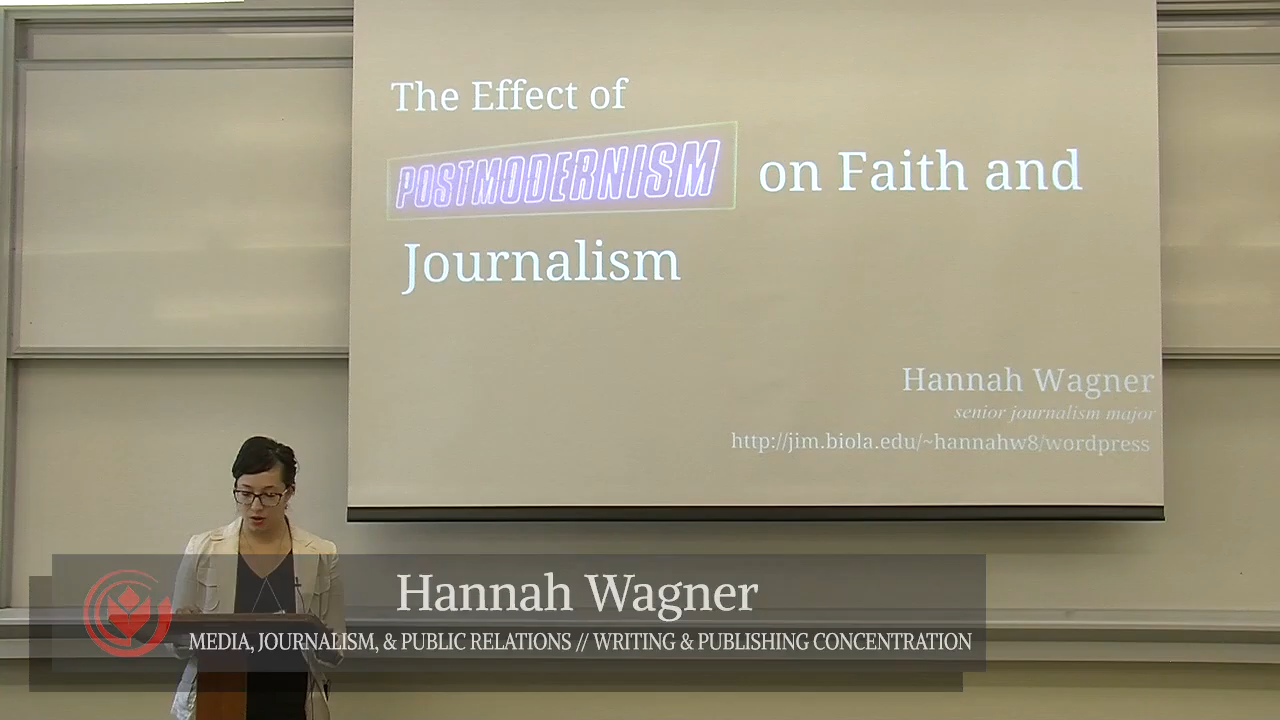 The Effect of
POSTMODERNISM on Faith and
Journalism
Hannah Wagner
senior journalism major
http://jim.biola.edu/~hannahw8/wordpress
Hannah Wagner
MEDIA, JOURNALISM, & PUBLIC RELATIONS // WRITING & PUBLISHING CONCENTRATION